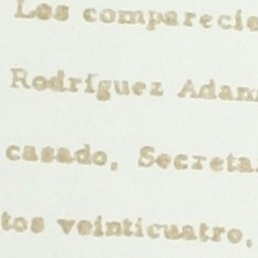 Los comparecie
Rodríguez Adam
casado, Secreta
tos veinticuatro,